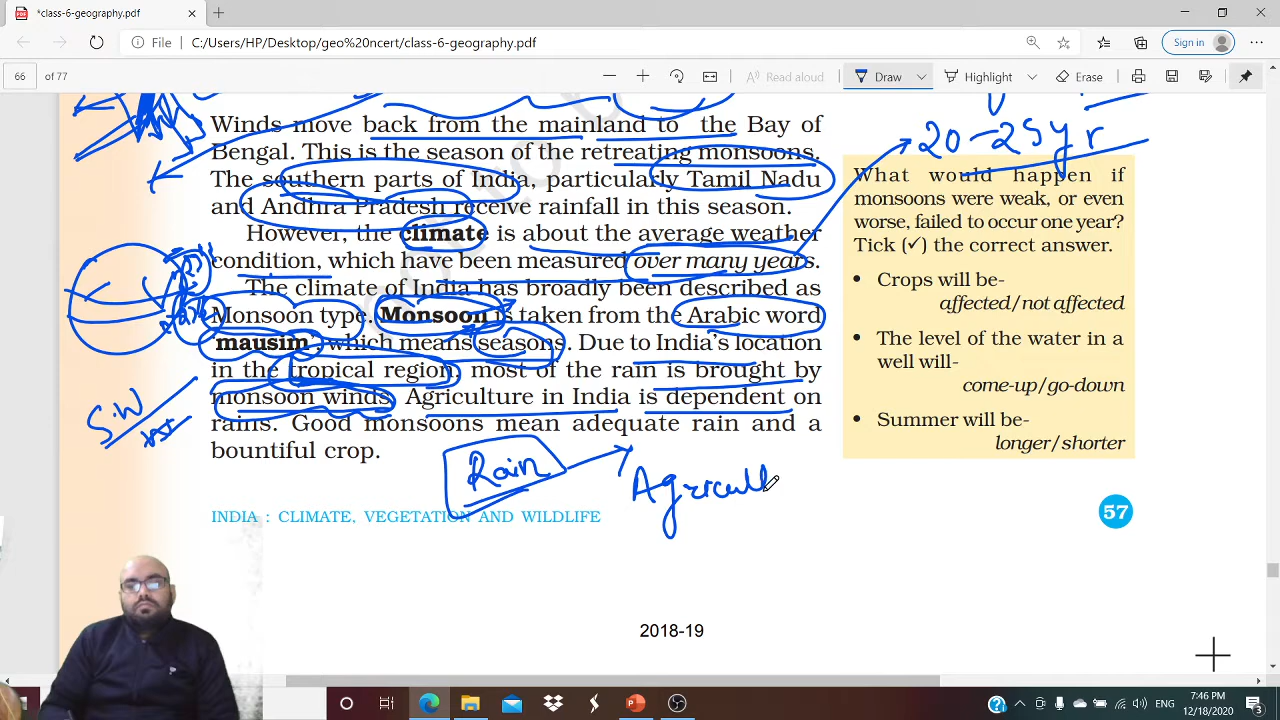 *class-6-geography.pdf
File
C:/Users/HP/Desktop/geo%20ncert/class-6-geography.pdf
Sign in
66 of 77
Read aloud
Draw
Highlight
Erase
Winds move back from the mainland to the Bay of
Bengal. This is the season of the retreating monsoons.
The southern parts of India, particularly Tamil Nadu
and Andhra Pradesh receive rainfall in this season.
However, the climate is about the average weather
condition, which have been measured over many years.
The climate of India has broadly been described as
Monsoon type. Monsoon is taken from the Arabic word
'mausim', which means seasons. Due to India's location
in the tropical region, most of the rain is brought by
monsoon winds. Agriculture in India is dependent on
rains. Good monsoons mean adequate rain and a
bountiful crop.
20-25 yr
S.W
Rain
Agricult
What would happen if
monsoons were weak, or even
worse, failed to occur one year?
Tick (✓) the correct answer.
• Crops will be-
affected/not affected
• The level of the water in a
well will-
come-up/go-down
• Summer will be-
longer/shorter
INDIA : CLIMATE, VEGETATION AND WILDLIFE
57
2018-19
7:46 PM
ENG
12/18/2020
3